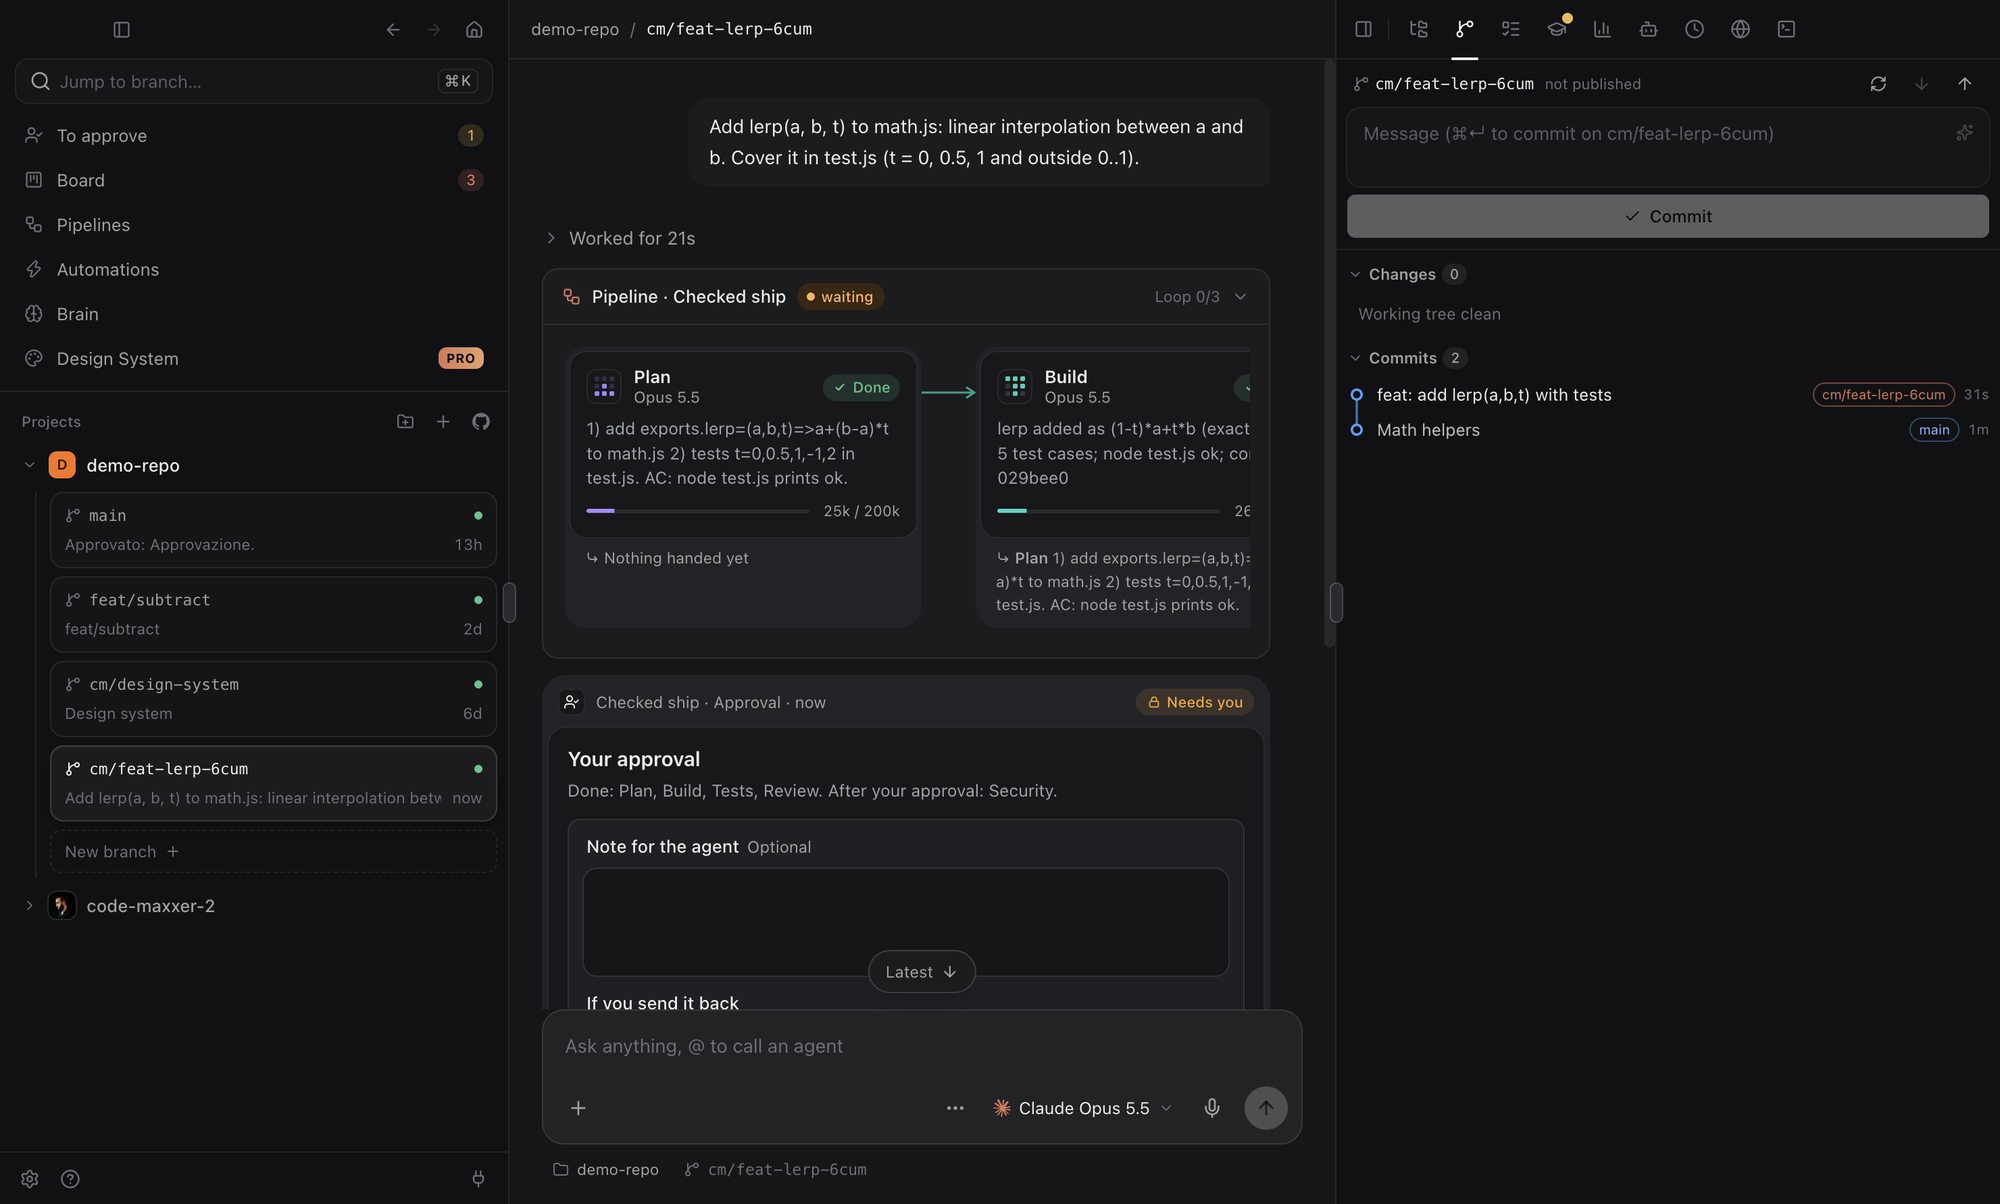 Jump to branch...
⌘K
To approve
1
Board
3
Pipelines
Automations
Brain
Design System
PRO
Projects
D
demo-repo
main
Approvato: Approvazione.
13h
feat/subtract
feat/subtract
2d
cm/design-system
Design system
6d
cm/feat-lerp-6cum
Add lerp(a, b, t) to math.js: linear interpolation betw
now
New branch +
code-maxxer-2
demo-repo / cm/feat-lerp-6cum
Add lerp(a, b, t) to math.js: linear interpolation between a and
b. Cover it in test.js (t = 0, 0.5, 1 and outside 0..1).
Worked for 21s
Pipeline · Checked ship
waiting
Loop 0/3
Plan
Opus 5.5
Done
1) add exports.lerp=(a,b,t)=>a+(b-a)*t
to math.js 2) tests t=0,0.5,1,-1,2 in
test.js. AC: node test.js prints ok.
25k / 200k
Nothing handed yet
Build
Opus 5.5
lerp added as (1-t)*a+t*b (exact
5 test cases; node test.js ok; co
029bee0
26
Plan 1) add exports.lerp=(a,b,t)=
a)*t to math.js 2) tests t=0,0.5,1,-1,
test.js. AC: node test.js prints ok.
Checked ship · Approval · now
Needs you
Your approval
Done: Plan, Build, Tests, Review. After your approval: Security.
Note for the agent Optional
Latest
If you send it back
Ask anything, @ to call an agent
Claude Opus 5.5
demo-repo
cm/feat-lerp-6cum
cm/feat-lerp-6cum not published
Message (⌘↵ to commit on cm/feat-lerp-6cum)
Commit
Changes 0
Working tree clean
Commits 2
feat: add lerp(a,b,t) with tests
cm/feat-lerp-6cum
31s
Math helpers
main
1m